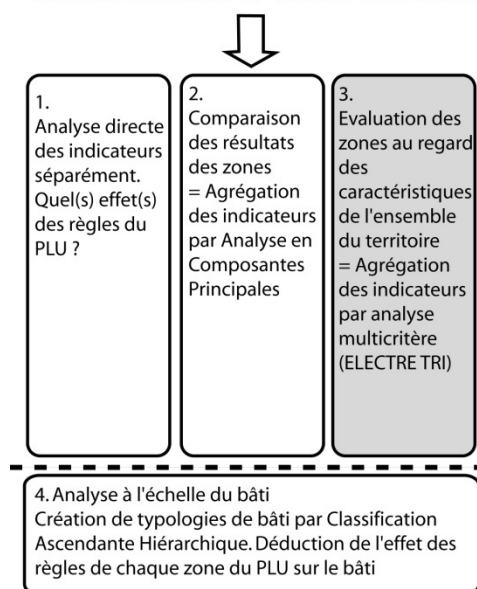 1.
Analyse directe
des indicateurs
séparément.
Quel(s) effet(s)
des règles du
PLU ?
2.
Comparaison
des résultats
des zones
= Agrégation
des indicateurs
par Analyse en
Composantes
Principales
3.
Evaluation des
zones au regard
des
caractéristiques
de l'ensemble
du territoire
= Agrégation
des indicateurs
par analyse
multicritère
(ELECTRE TRI)
4. Analyse à l'échelle du bâti
Création de typologies de bâti par Classification
Ascendante Hiérarchique. Déduction de l'effet des
règles de chaque zone du PLU sur le bâti